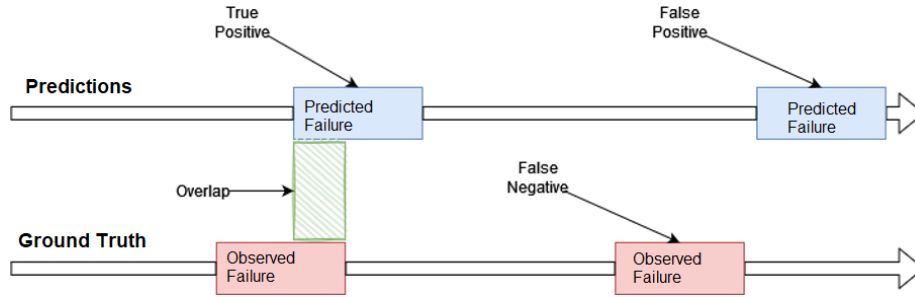 True
Positive
False
Positive
Predictions
Predicted
Failure
Predicted
Failure
Overlap
False
Negative
Ground Truth
Observed
Failure
Observed
Failure